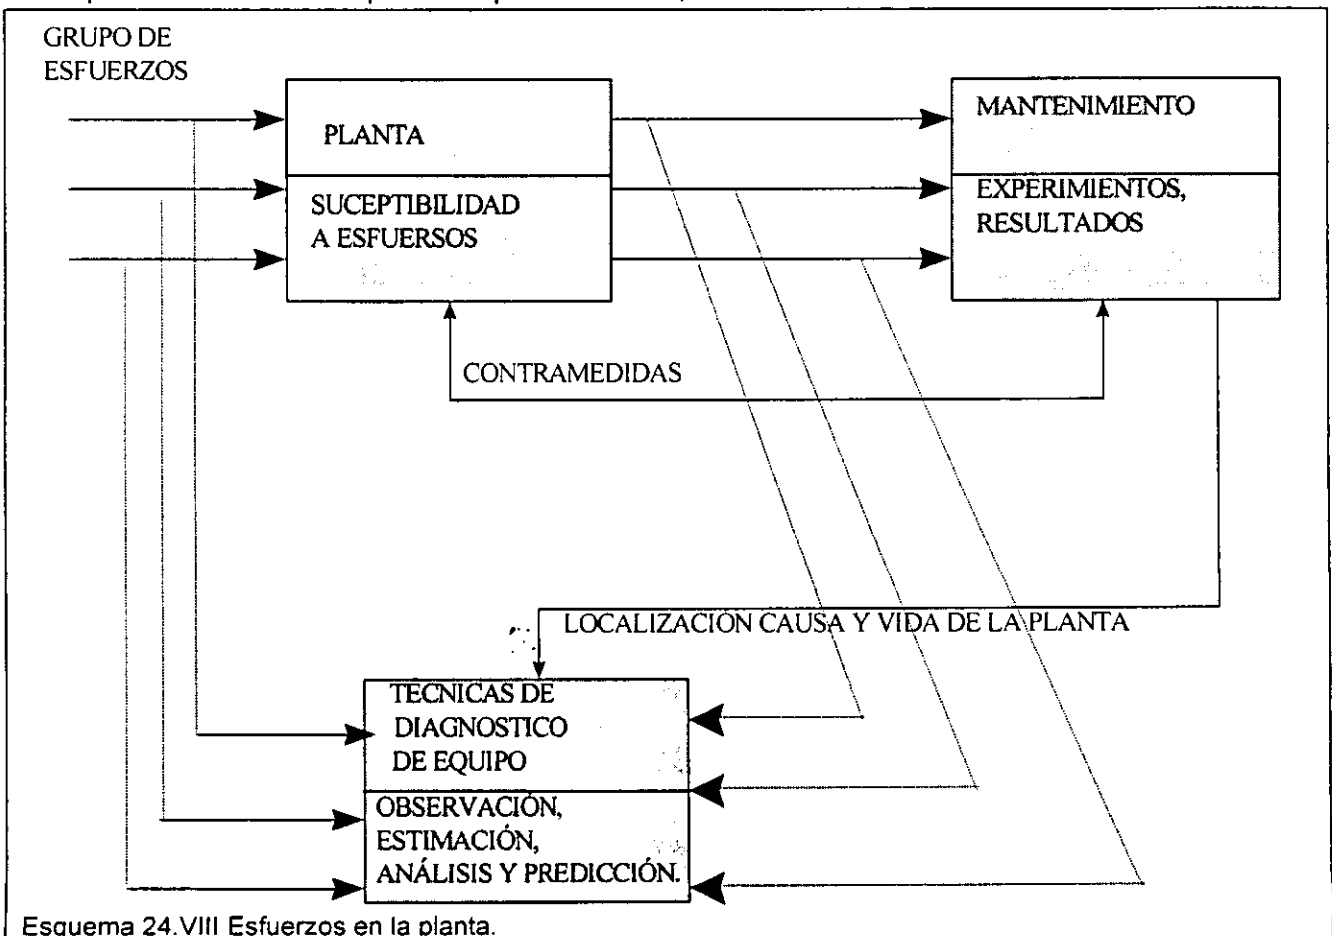 GRUPO DE
ESFUERZOS
PLANTA
SUCEPTIBILIDAD
A ESFUERSOS
MANTENIMIENTO
EXPERIMIENTOS,
RESULTADOS
CONTRAMEDIDAS
LOCALIZACIÓN CAUSA Y VIDA DE LA PLANTA
TECNICAS DE
DIAGNOSTICO
DE EQUIPO
OBSERVACIÓN,
ESTIMACIÓN,
ANÁLISIS Y PREDICCIÓN.
Esquema 24.VIII Esfuerzos en la planta.